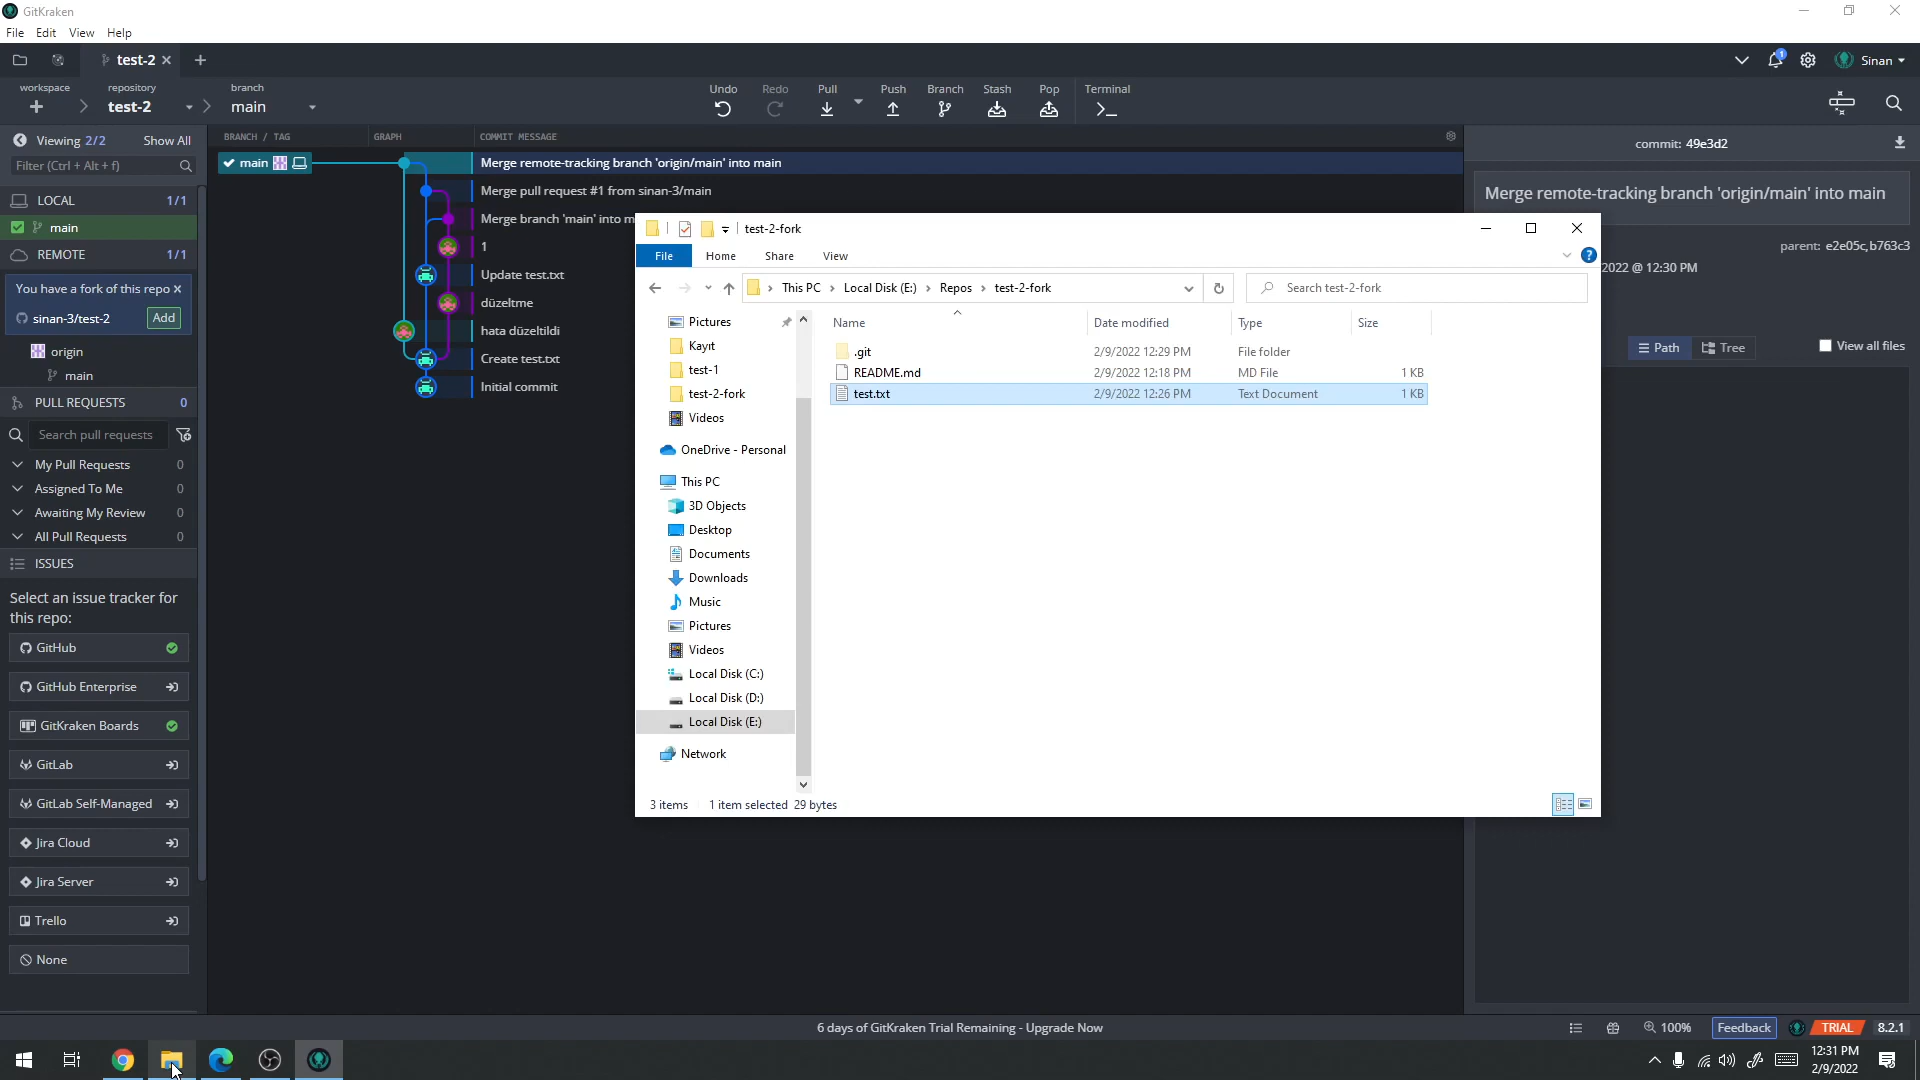 GitKraken
File Edit View Help
test-2
Sinan
workspace
repository
test-2
branch
main
Undo
Redo
Pull
Push
Branch
Stash
Pop
Terminal
Viewing 2/2 Show All
Filter (Ctrl + Alt + f)
LOCAL 1/1
main
REMOTE 1/1
You have a fork of this repo
sinan-3/test-2 Add
origin
main
PULL REQUESTS 0
Search pull requests
My Pull Requests 0
Assigned To Me 0
Awaiting My Review 0
All Pull Requests 0
ISSUES
Select an issue tracker for
this repo:
GitHub
GitHub Enterprise
GitKraken Boards
GitLab
GitLab Self-Managed
Jira Cloud
Jira Server
Trello
None
BRANCH / TAG GRAPH COMMIT MESSAGE
main Merge remote-tracking branch 'origin/main' into main
Merge pull request #1 from sinan-3/main
Merge branch 'main' into m
1
Update test.txt
düzeltme
hata düzeltildi
Create test.txt
Initial commit
commit: 49e3d2
Merge remote-tracking branch 'origin/main' into main
parent: e2e05c,b763c3
2022 @ 12:30 PM
Path Tree View all files
test-2-fork
File Home Share View
This PC Local Disk (E:) Repos test-2-fork
Search test-2-fork
Name Date modified Type Size
.git 2/9/2022 12:29 PM File folder
README.md 2/9/2022 12:18 PM MD File 1 KB
test.txt 2/9/2022 12:26 PM Text Document 1 KB
Pictures
Kayıt
test-1
test-2-fork
Videos
OneDrive - Personal
This PC
3D Objects
Desktop
Documents
Downloads
Music
Pictures
Videos
Local Disk (C:)
Local Disk (D:)
Local Disk (E:)
Network
3 items 1 item selected 29 bytes
6 days of GitKraken Trial Remaining - Upgrade Now
100% Feedback TRIAL 8.2.1
12:31 PM
2/9/2022